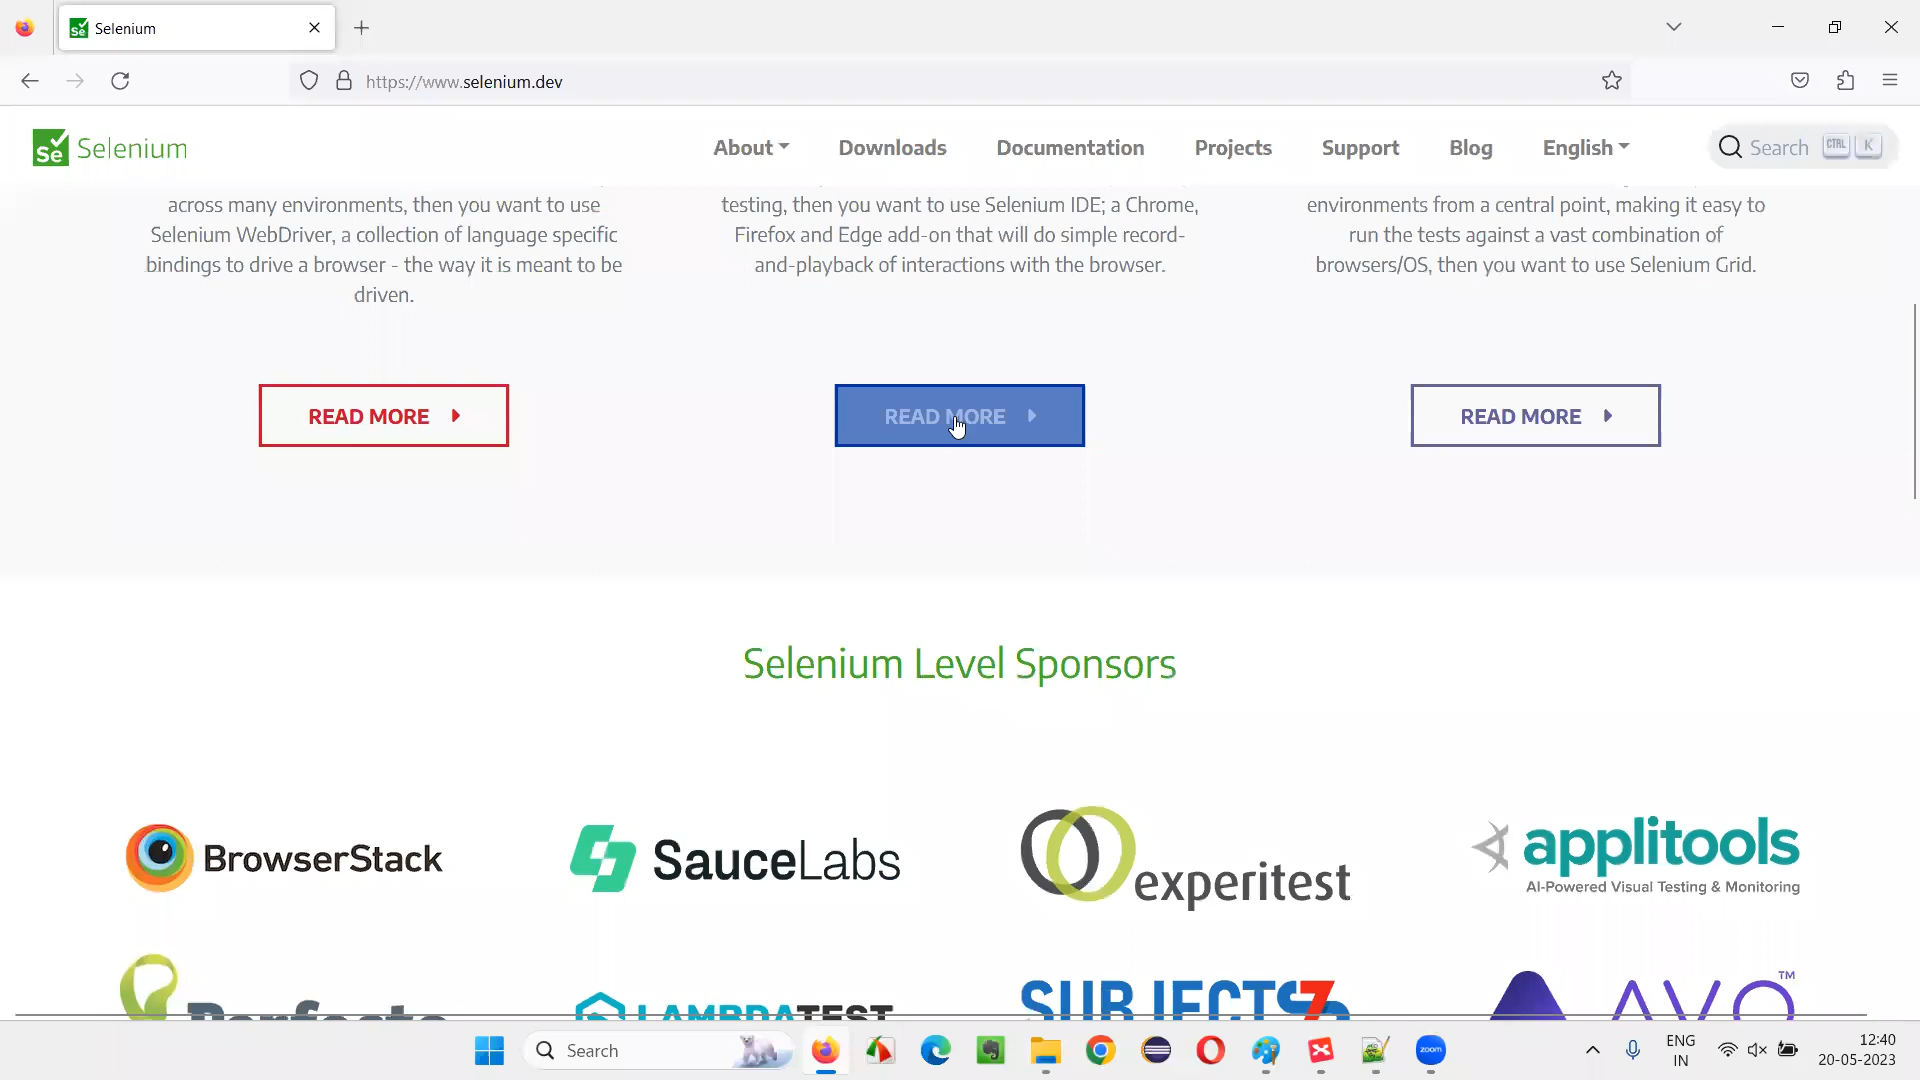 Selenium
https://www.selenium.dev
Se Selenium
About
Downloads
Documentation
Projects
Support
Blog
English
Search CTRL K
across many environments, then you want to use
Selenium WebDriver, a collection of language specific
bindings to drive a browser - the way it is meant to be
driven.
testing, then you want to use Selenium IDE; a Chrome,
Firefox and Edge add-on that will do simple record-
and-playback of interactions with the browser.
environments from a central point, making it easy to
run the tests against a vast combination of
browsers/OS, then you want to use Selenium Grid.
READ MORE
READ MORE
READ MORE
Selenium Level Sponsors
BrowserStack
SauceLabs
experitest
applitools
AI-Powered Visual Testing & Monitoring
Perfecto
LAMBDATEST
SUBJECT7
AVO™
Search
zoom
ENG
IN
12:40
20-05-2023